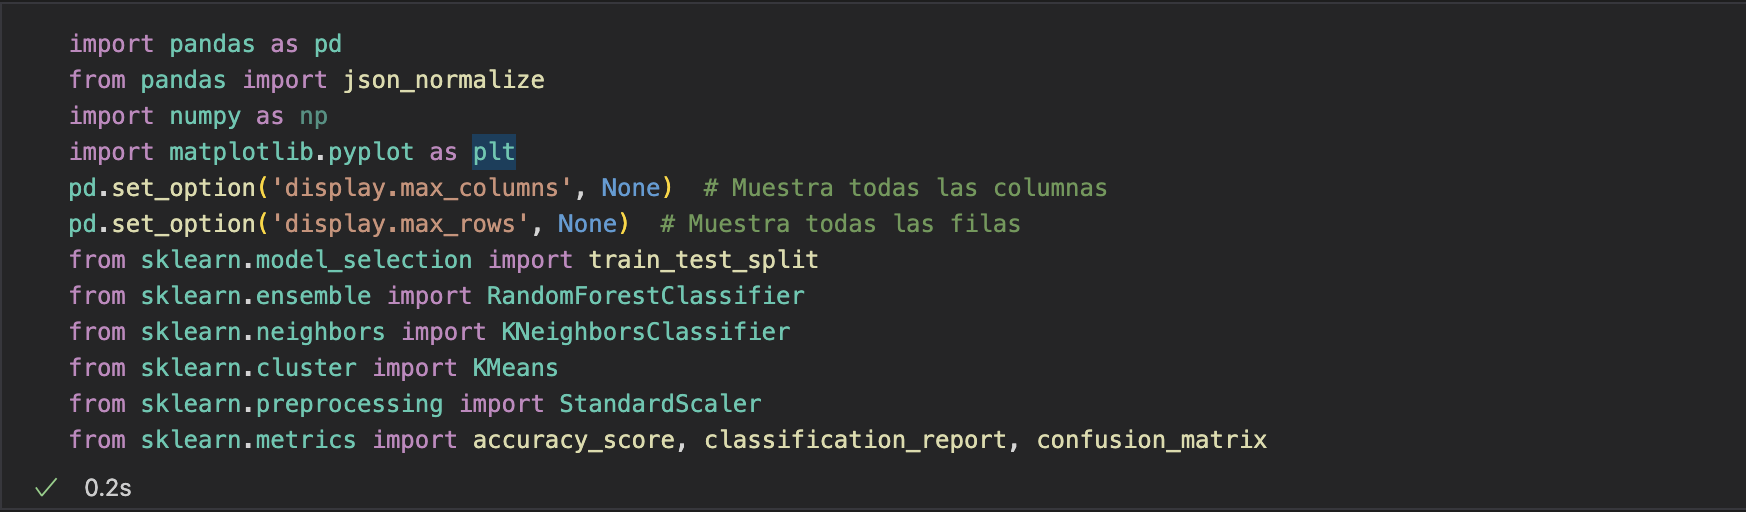 import pandas as pd
from pandas import json_normalize
import numpy as np
import matplotlib.pyplot as plt
pd.set_option('display.max_columns', None)  # Muestra todas las columnas
pd.set_option('display.max_rows', None)  # Muestra todas las filas
from sklearn.model_selection import train_test_split
from sklearn.ensemble import RandomForestClassifier
from sklearn.neighbors import KNeighborsClassifier
from sklearn.cluster import KMeans
from sklearn.preprocessing import StandardScaler
from sklearn.metrics import accuracy_score, classification_report, confusion_matrix
✓ 0.2s